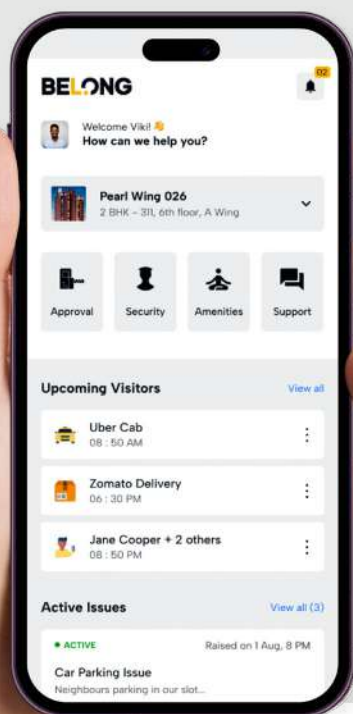 BELONG
02
Welcome Viki! 👋
How can we help you?
Pearl Wing 026
2 BHK - 311, 6th floor, A Wing
Approval
Security
Amenities
Support
Upcoming Visitors
View all
Uber Cab
08 : 50 AM
Zomato Delivery
06 : 30 PM
Jane Cooper + 2 others
08 : 50 PM
Active Issues
View all (3)
• ACTIVE
Raised on 1 Aug, 8 PM
Car Parking Issue
Neighbours parking in our slot...